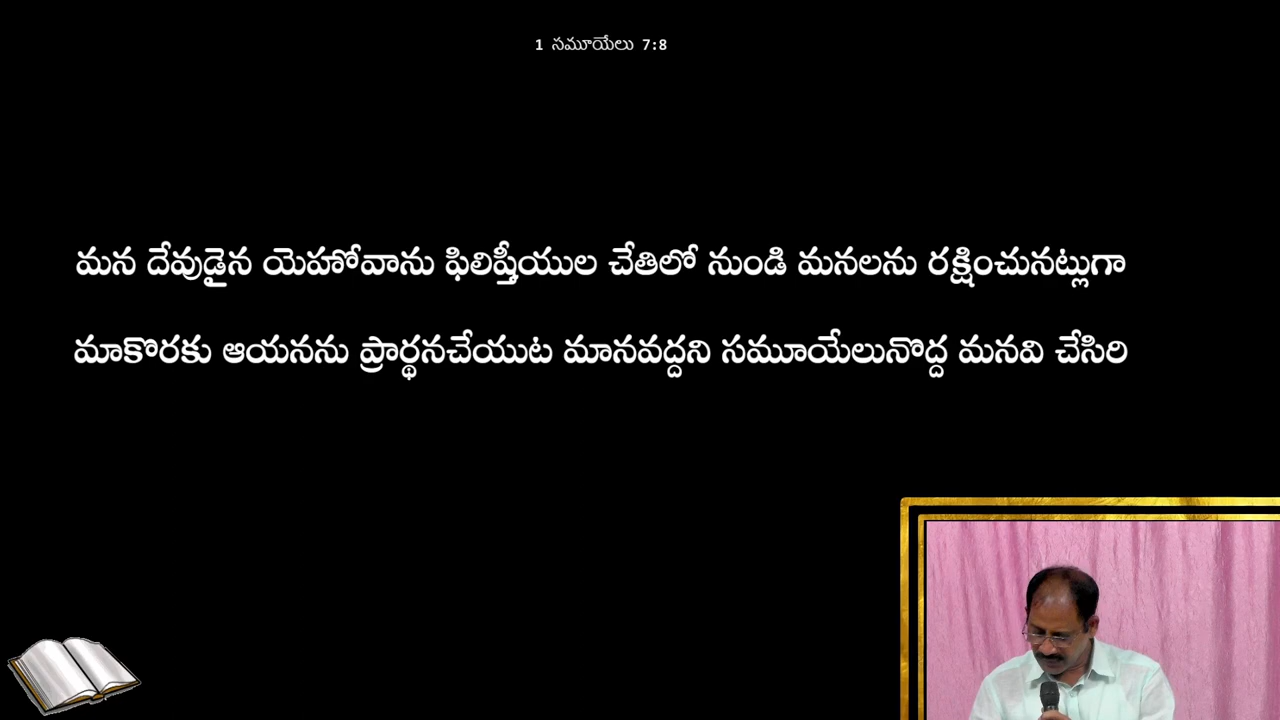 1 సమూయేలు 7:8
మన దేవుడైన యెహోవాను ఫిలిష్తీయుల చేతిలో నుండి మనలను రక్షించునట్లుగా
మాకొరకు ఆయనను ప్రార్థనచేయుట మానవద్దని సమూయేలునొద్ద మనవి చేసిరి